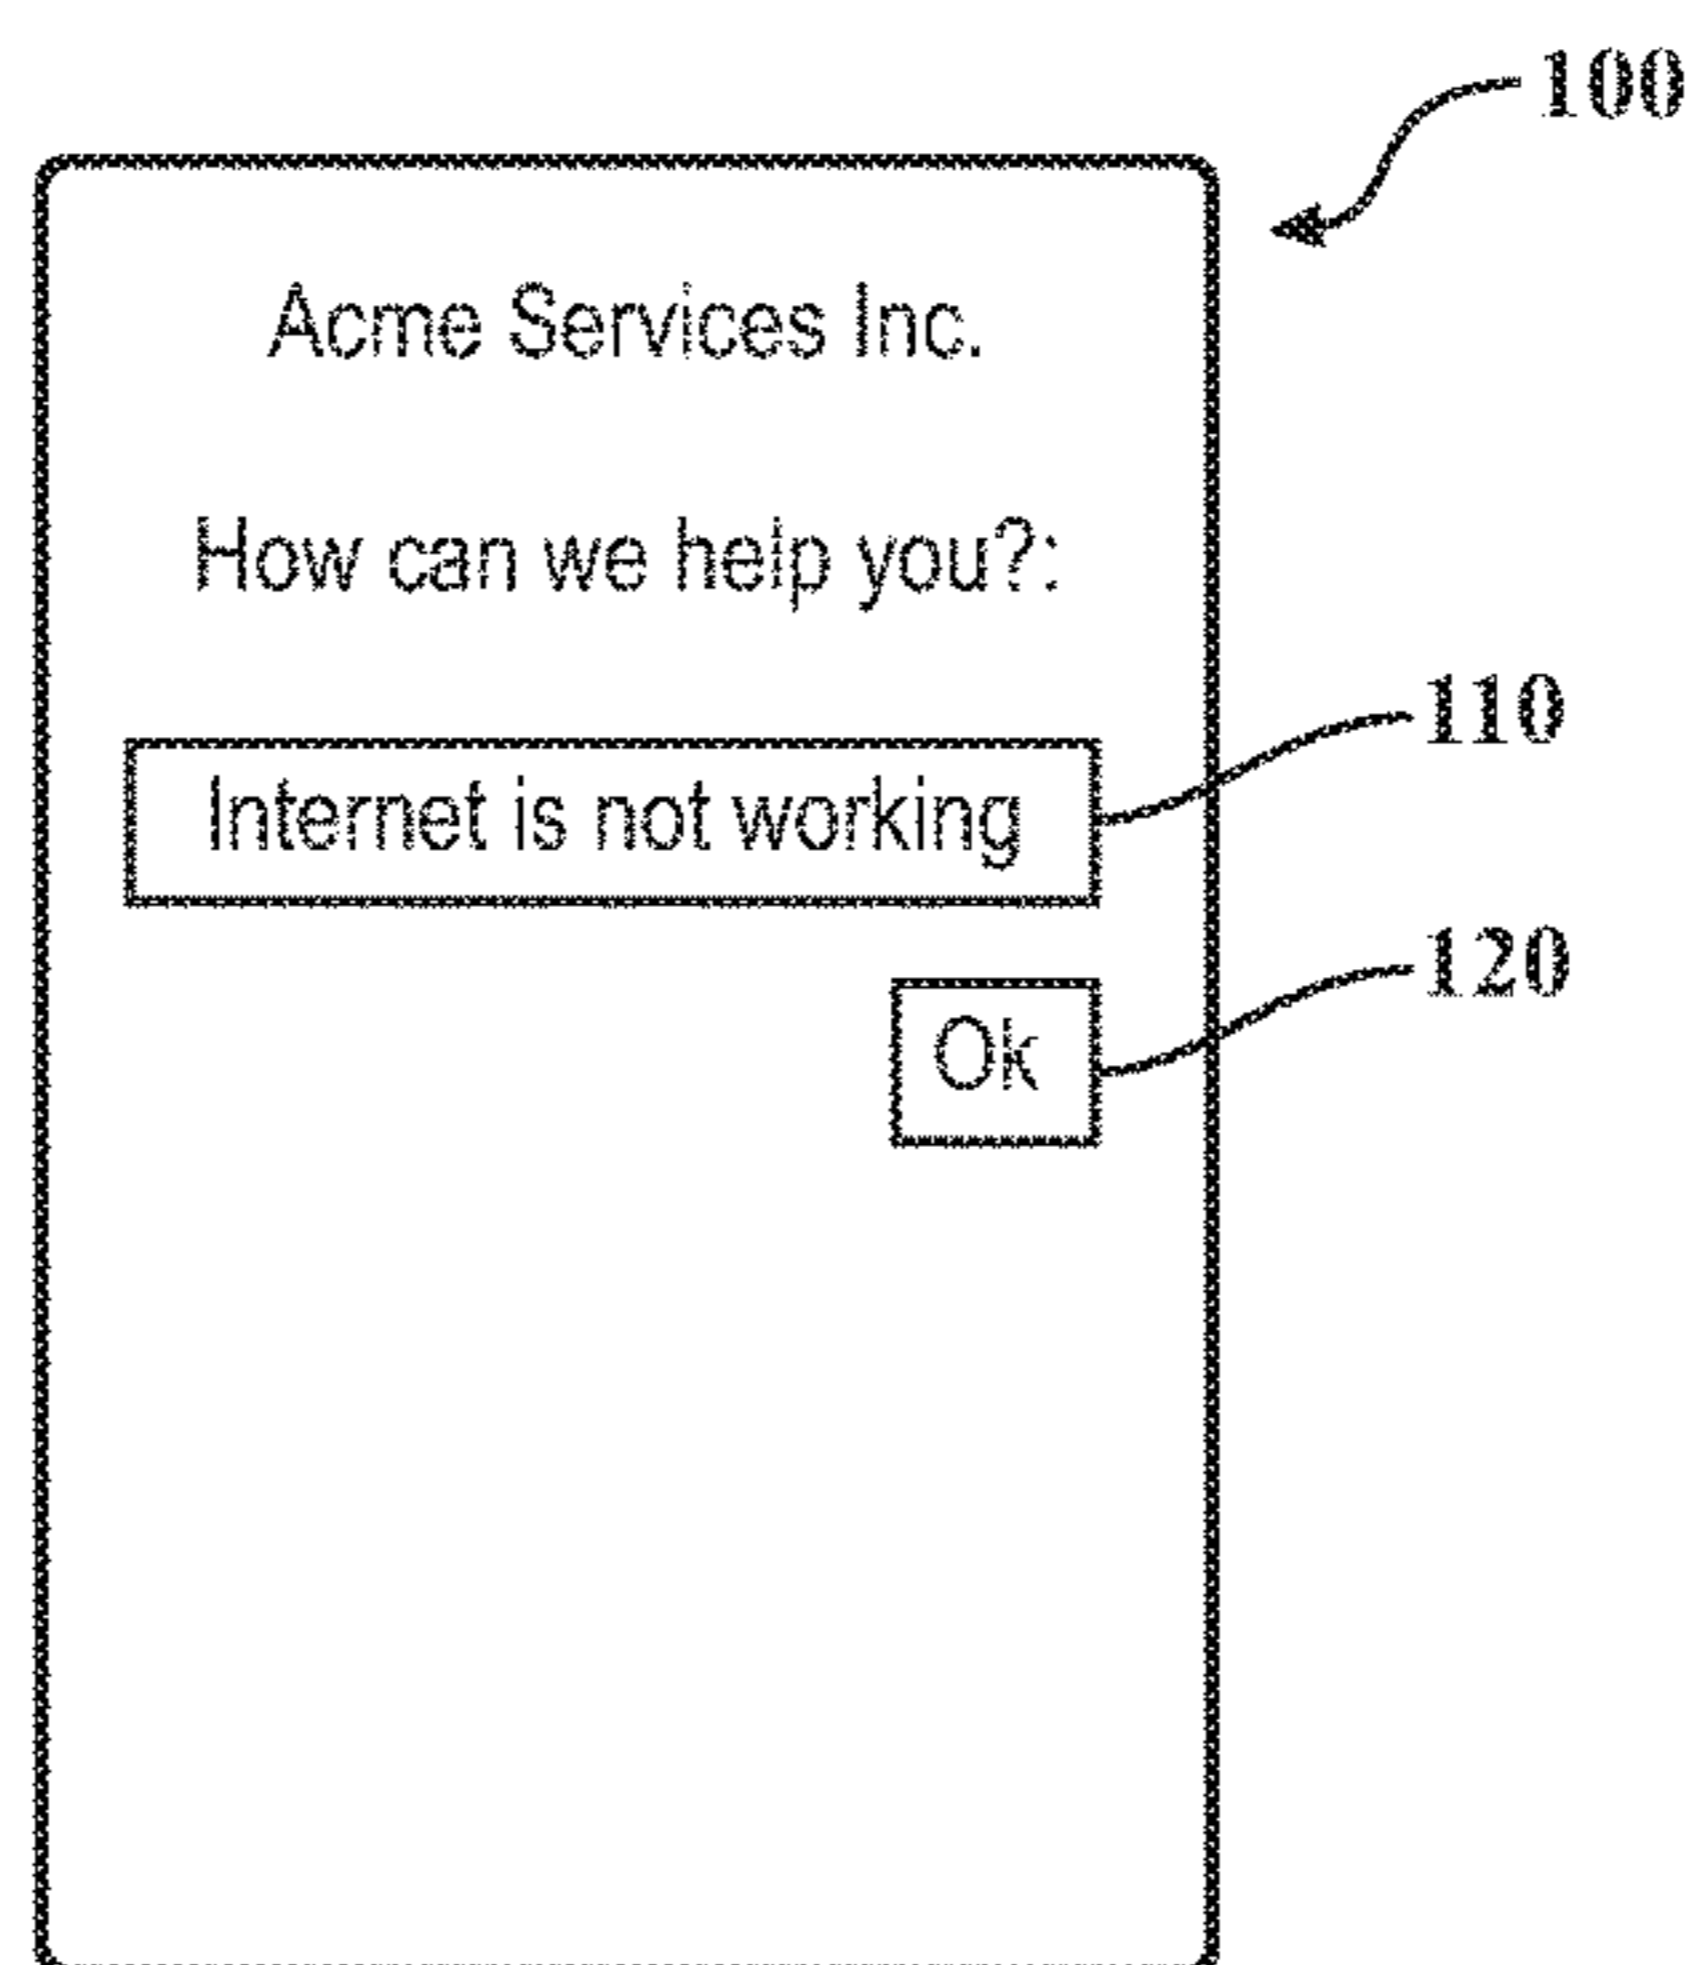 100
Acme Services Inc.
How can we help you?:
Internet is not working
110
Ok
120